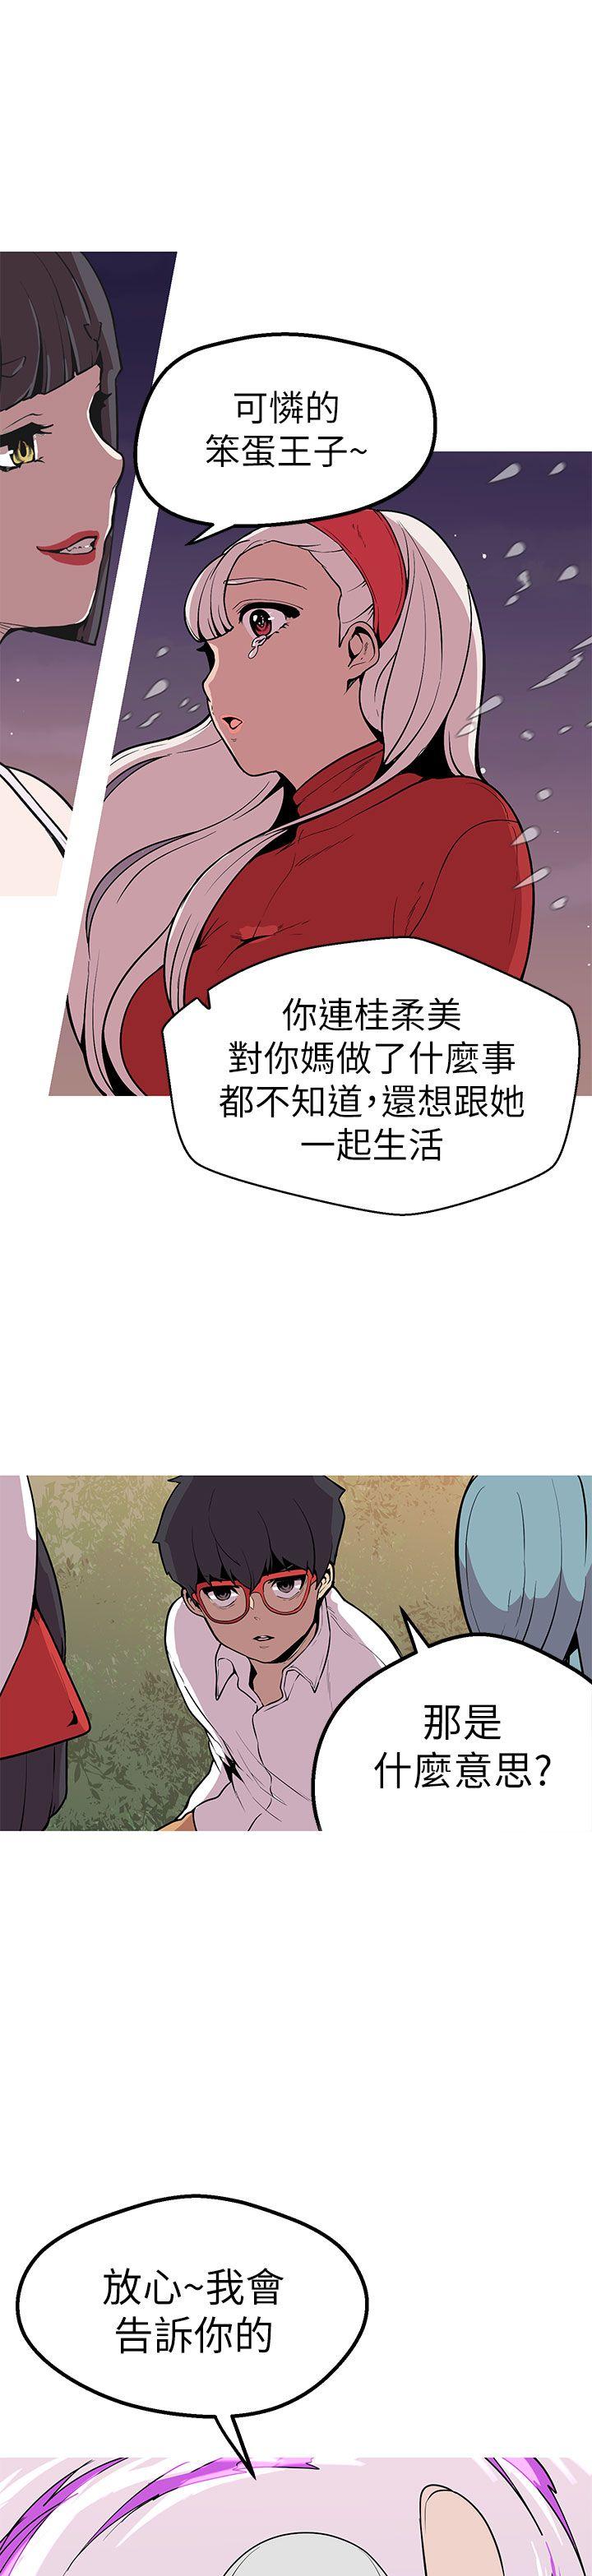 可憐的
笨蛋王子~
你連桂柔美
對你媽做了什麼事
都不知道，還想跟她
一起生活
那是
什麼意思?
放心~我會
告訴你的